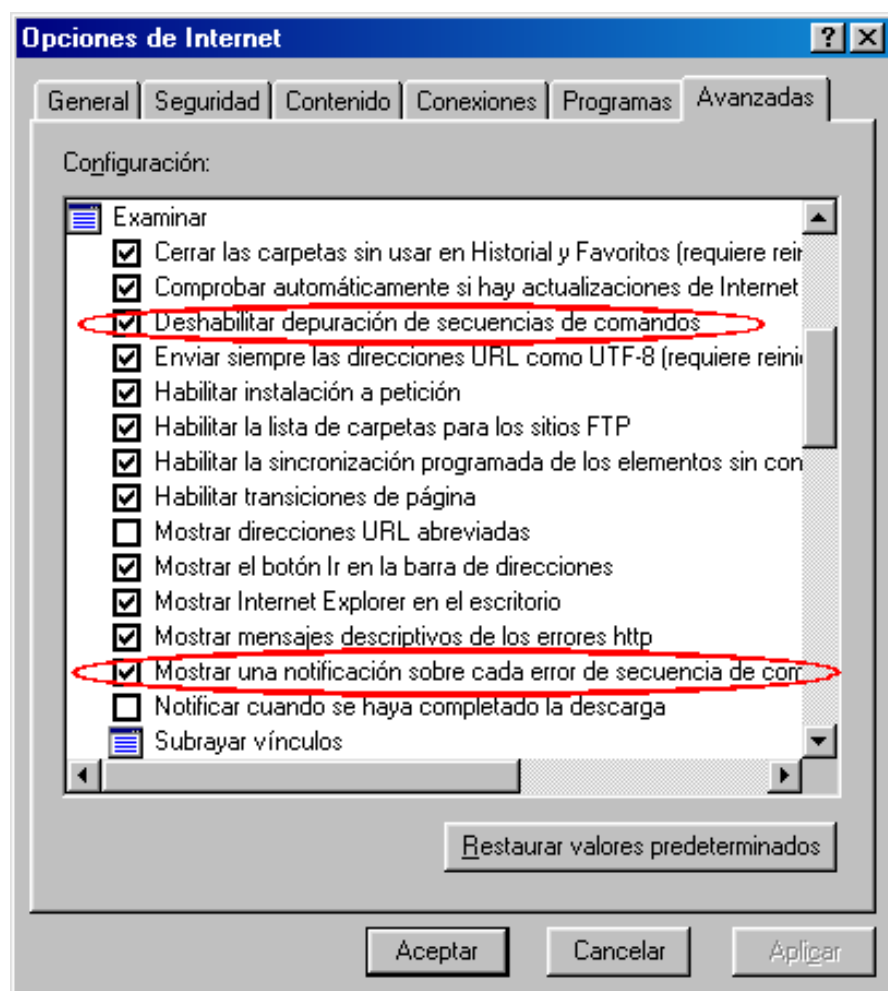 Opciones de Internet
General Seguridad Contenido Conexiones Programas Avanzadas
Configuración:
Examinar
Cerrar las carpetas sin usar en Historial y Favoritos (requiere rein
Comprobar automáticamente si hay actualizaciones de Internet
Deshabilitar depuración de secuencias de comandos
Enviar siempre las direcciones URL como UTF-8 (requiere reini
Habilitar instalación a petición
Habilitar la lista de carpetas para los sitios FTP
Habilitar la sincronización programada de los elementos sin con
Habilitar transiciones de página
Mostrar direcciones URL abreviadas
Mostrar el botón Ir en la barra de direcciones
Mostrar Internet Explorer en el escritorio
Mostrar mensajes descriptivos de los errores http
Mostrar una notificación sobre cada error de secuencia de com
Notificar cuando se haya completado la descarga
Subrayar vínculos
Restaurar valores predeterminados
Aceptar Cancelar Aplicar